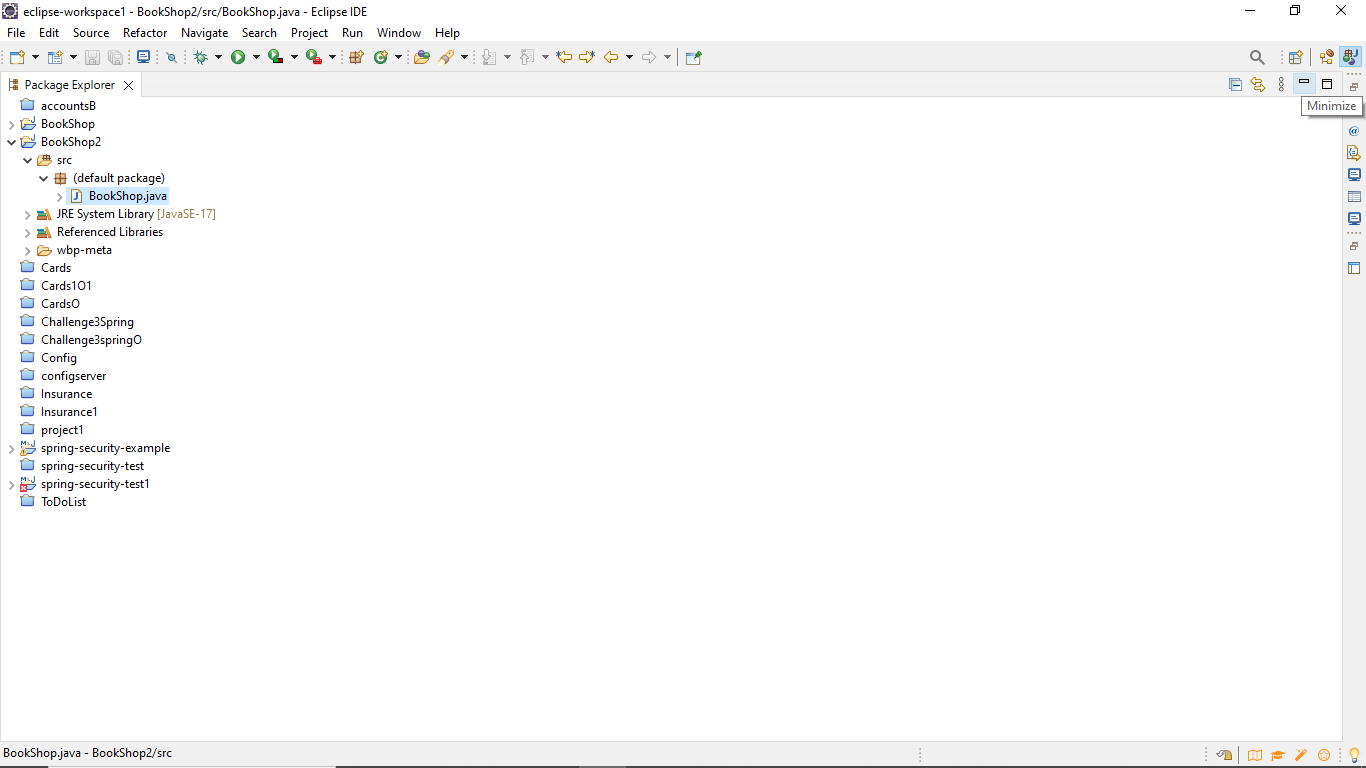 eclipse-workspace1 - BookShop2/src/BookShop.java - Eclipse IDE
File Edit Source Refactor Navigate Search Project Run Window Help
Package Explorer
Minimize
accountsB
BookShop
BookShop2
src
(default package)
BookShop.java
JRE System Library [JavaSE-17]
Referenced Libraries
wbp-meta
Cards
Cards1O1
CardsO
Challenge3Spring
Challenge3springO
Config
configserver
Insurance
Insurance1
project1
spring-security-example
spring-security-test
spring-security-test1
ToDoList
BookShop.java - BookShop2/src